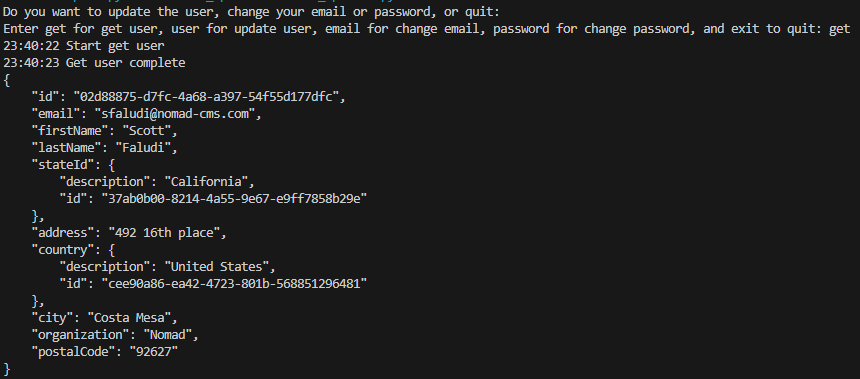 Do you want to update the user, change your email or password, or quit:
Enter get for get user, user for update user, email for change email, password for change password, and exit to quit: get
23:40:22 Start get user
23:40:23 Get user complete
{
    "id": "02d88875-d7fc-4a68-a397-54f55d177dfc",
    "email": "sfaludi@nomad-cms.com",
    "firstName": "Scott",
    "lastName": "Faludi",
    "stateId": {
        "description": "California",
        "id": "37ab0b00-8214-4a55-9e67-e9ff7858b29e"
    },
    "address": "492 16th place",
    "country": {
        "description": "United States",
        "id": "cee90a86-ea42-4723-801b-568851296481"
    },
    "city": "Costa Mesa",
    "organization": "Nomad",
    "postalCode": "92627"
}